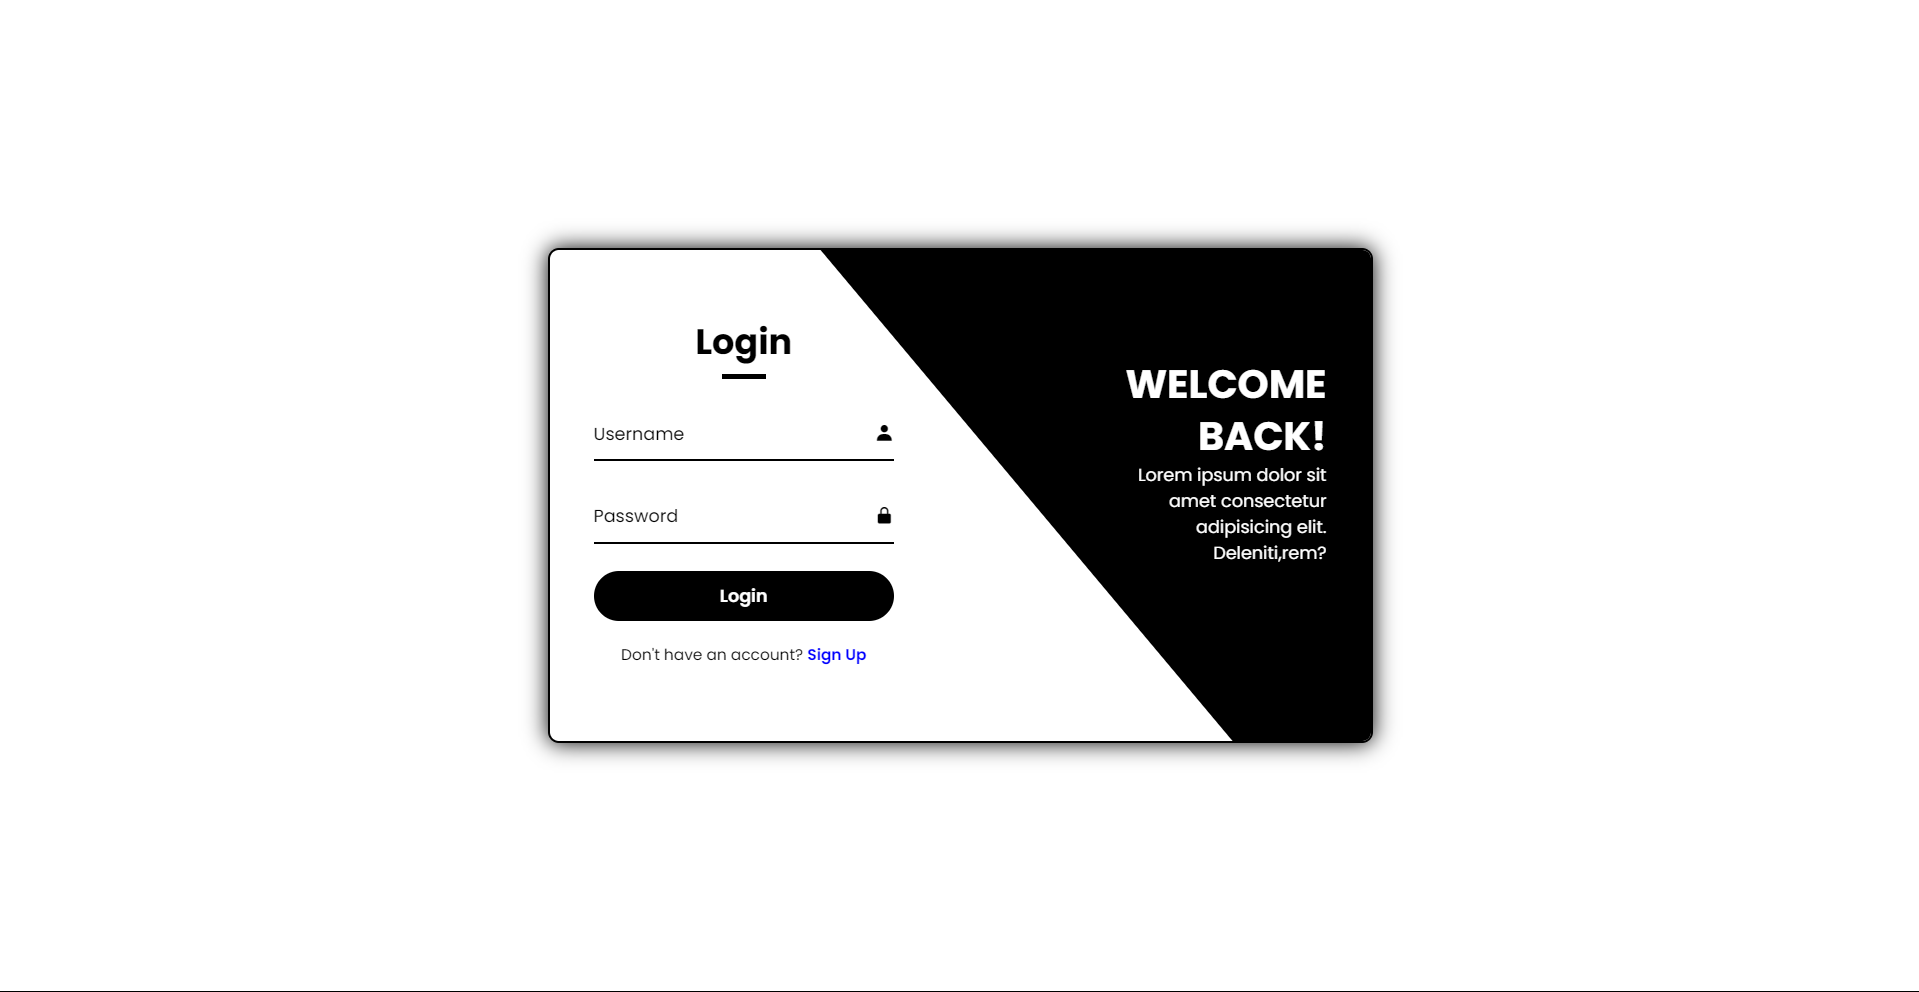 Login
Username
Password
Login
Don't have an account? Sign Up
WELCOME
BACK!
Lorem ipsum dolor sit
amet consectetur
adipisicing elit.
Deleniti,rem?